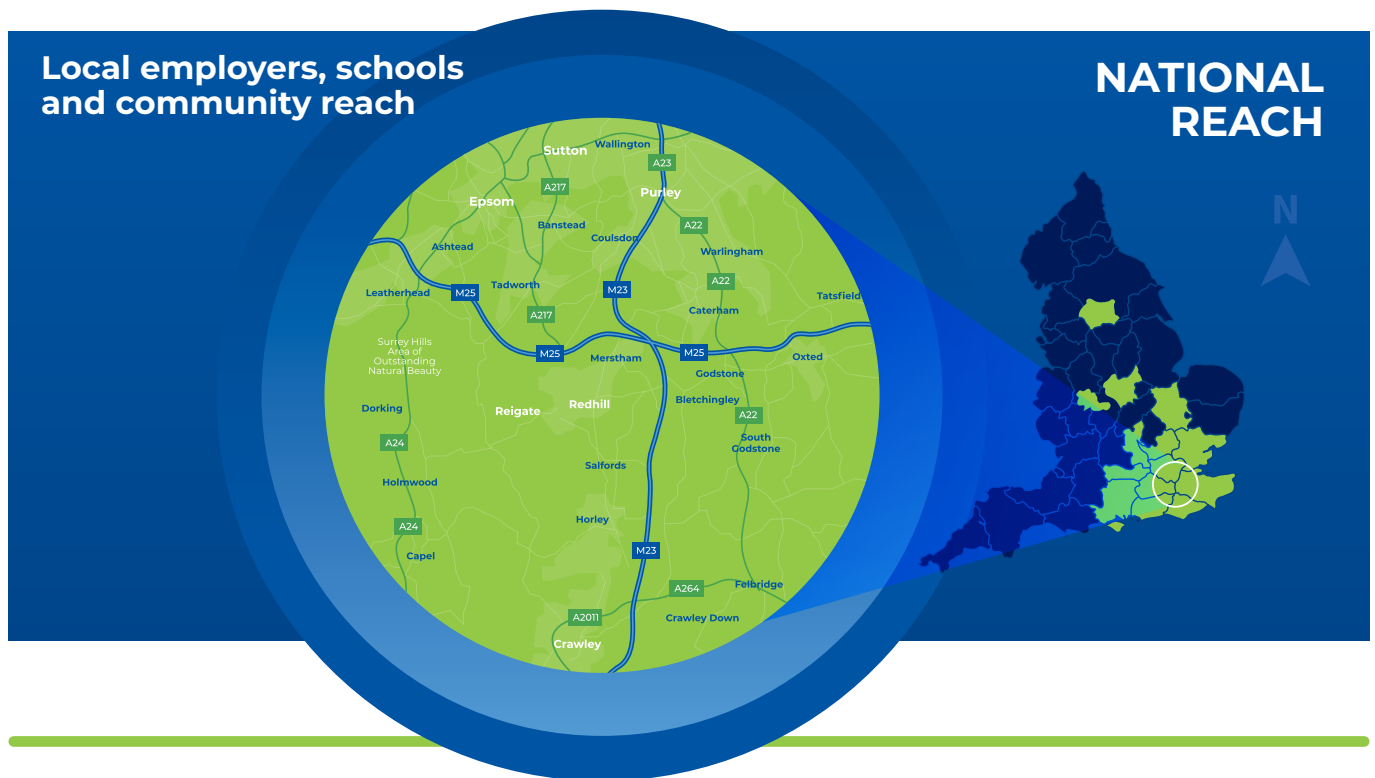 Local employers, schools
and community reach
NATIONAL
REACH
N
Sutton
Wallington
A23
A217
Purley
Epsom
Banstead
A22
Coulsdon
Ashtead
Warlingham
A22
Tadworth
M23
Leatherhead
M25
Tatsfield
Caterham
A217
Surrey Hills
Area of
Outstanding
Natural Beauty
M25
M25
Merstham
Oxted
Godstone
Bletchingley
Dorking
Reigate
Redhill
A22
South
Godstone
A24
Salfords
Holmwood
Horley
A24
M23
Capel
A264
Felbridge
A2011
Crawley Down
Crawley